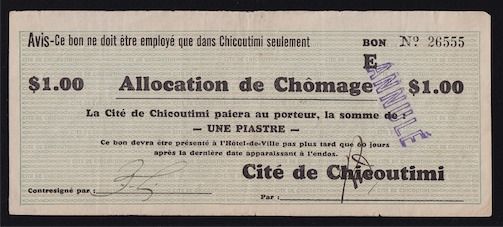 Avis-Ce bon ne doit être employé que dans Chicoutimi seulement
BON Nº 26555
E
$1.00 Allocation de Chômage $1.00
ANNULÉ
La Cité de Chicoutimi paiera au porteur, la somme de :
— UNE PIASTRE —
Ce bon devra être présenté à l'Hôtel-de-Ville pas plus tard que 60 jours
après la dernière date apparaissant à l'endos.
Cité de Chicoutimi
Contresigné par :
Par :